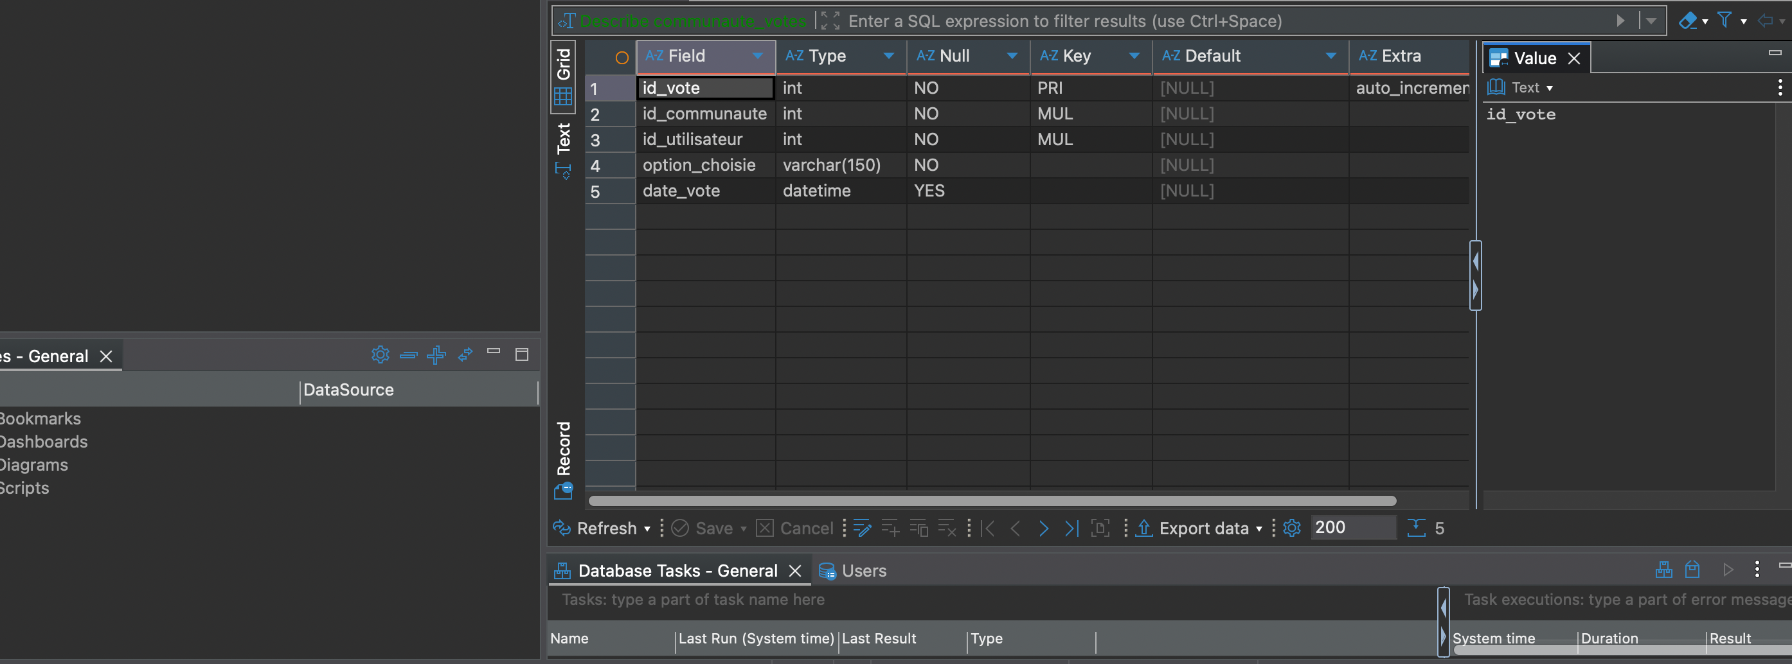 Describe communaute_votes Enter a SQL expression to filter results (use Ctrl+Space)
Grid
Text
Record
A-Z Field A-Z Type A-Z Null A-Z Key A-Z Default A-Z Extra
1 id_vote int NO PRI [NULL] auto_incremen
2 id_communaute int NO MUL [NULL]
3 id_utilisateur int NO MUL [NULL]
4 option_choisie varchar(150) NO [NULL]
5 date_vote datetime YES [NULL]
Value
Text
id_vote
es - General
DataSource
Bookmarks
Dashboards
Diagrams
Scripts
Refresh Save Cancel Export data 200 5
Database Tasks - General Users
Tasks: type a part of task name here
Task executions: type a part of error message
Name Last Run (System time) Last Result Type
System time Duration Result